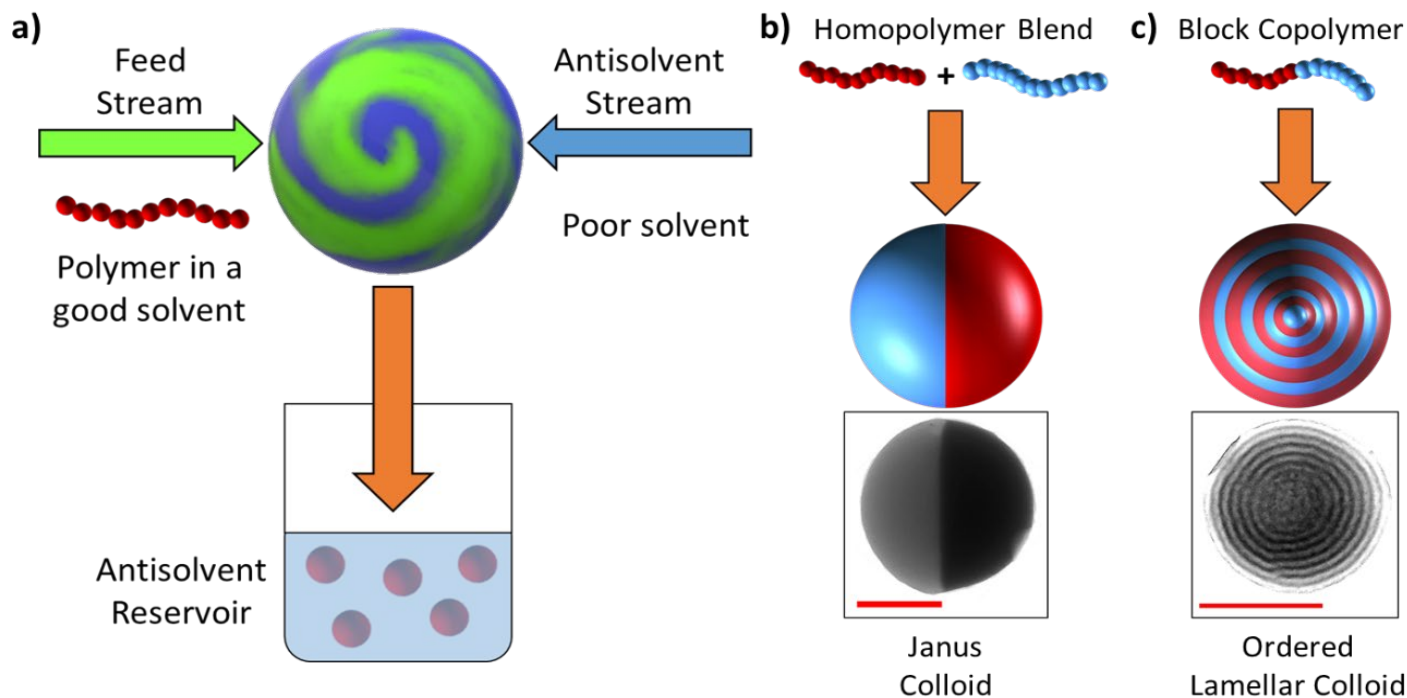 a)
Feed
Stream
Antisolvent
Stream
Polymer in a
good solvent
Poor solvent
Antisolvent
Reservoir
b) Homopolymer Blend
+
Janus
Colloid
c) Block Copolymer
Ordered
Lamellar Colloid